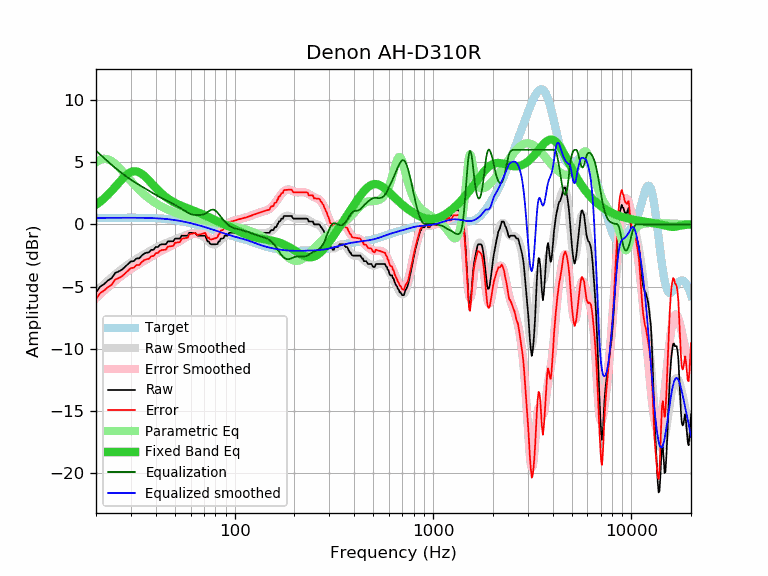 Denon AH-D310R
10
5
0
−5
−10
−15
−20
Amplitude (dBr)
Target
Raw Smoothed
Error Smoothed
Raw
Error
Parametric Eq
Fixed Band Eq
Equalization
Equalized smoothed
100 1000 10000
Frequency (Hz)